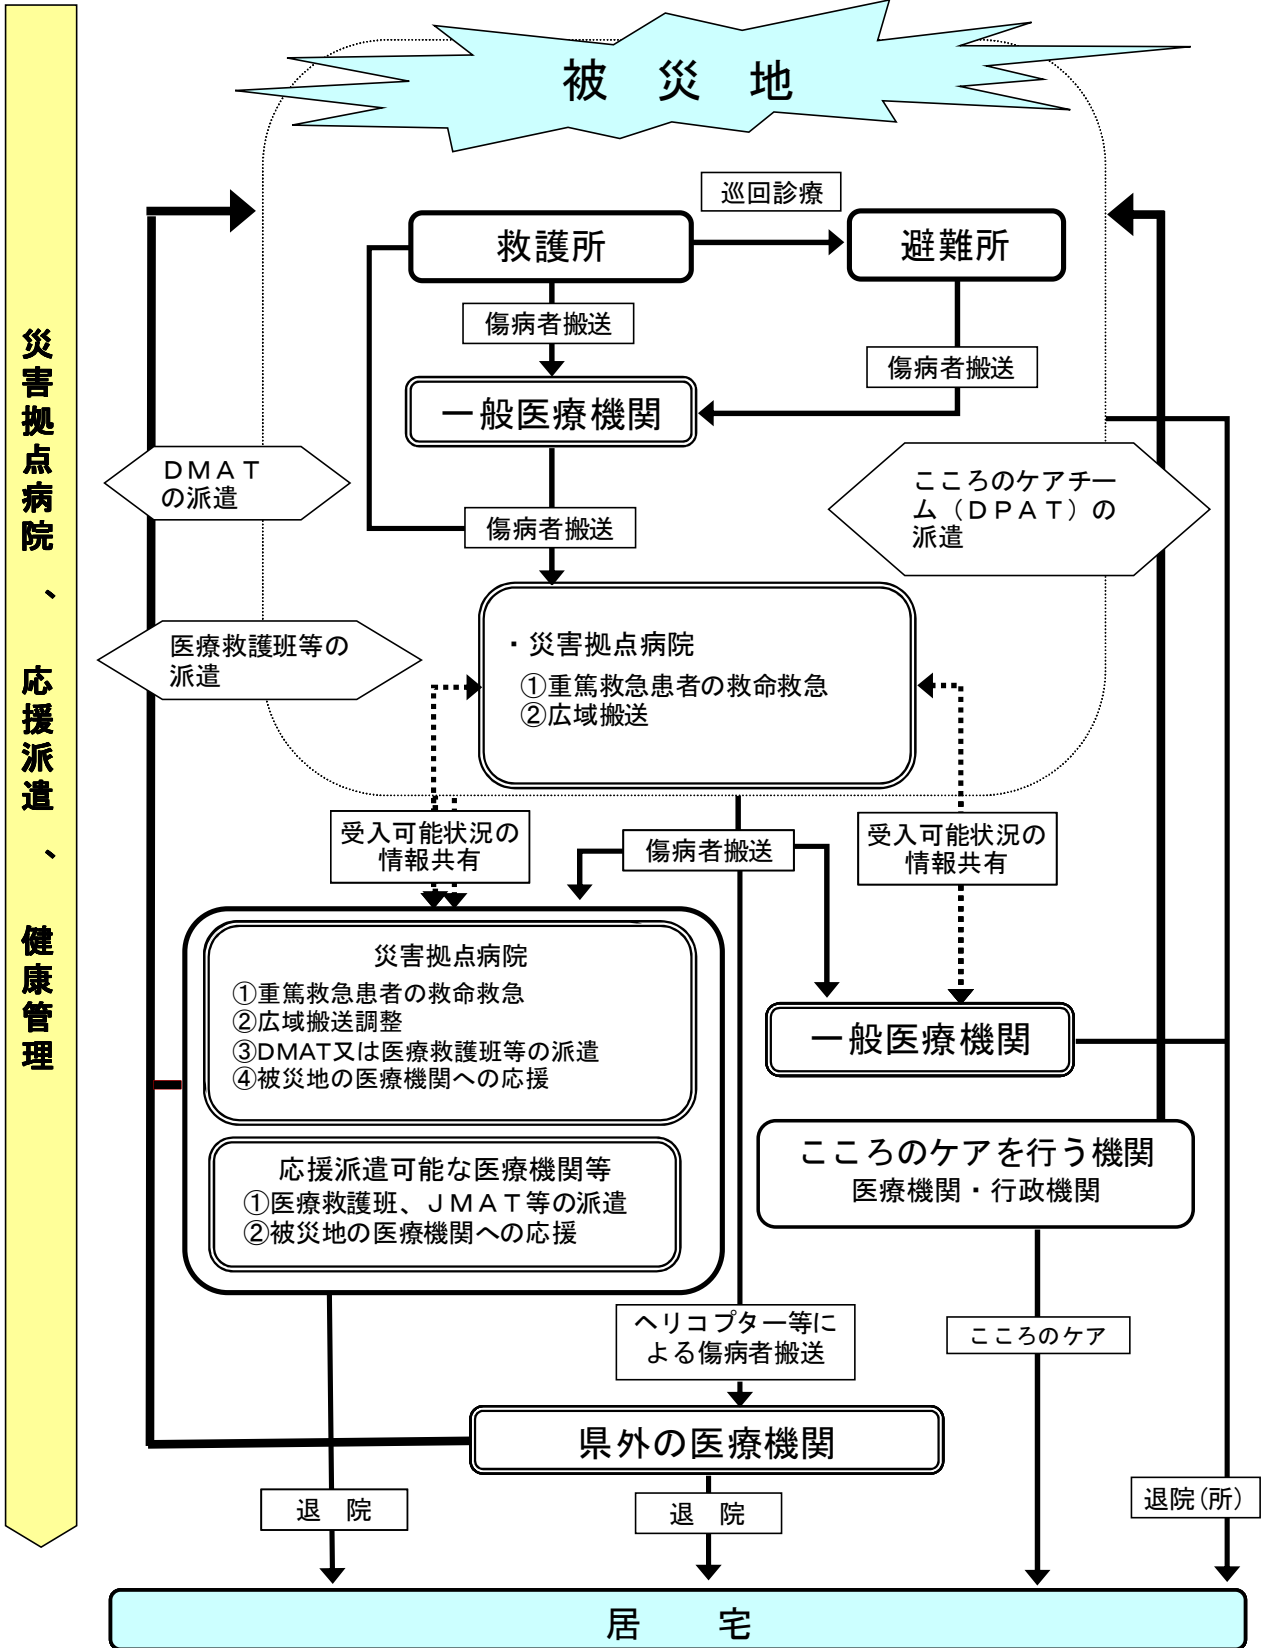 被 災 地
災害拠点病院 、 応援派遣 、 健康管理
巡回診療
救護所
避難所
傷病者搬送
傷病者搬送
一般医療機関
DMAT
の派遣
こころのケアチー
ム(DPAT)の
派遣
傷病者搬送
医療救護班等の
派遣
・災害拠点病院
①重篤救急患者の救命救急
②広域搬送
受入可能状況の
情報共有
傷病者搬送
受入可能状況の
情報共有
災害拠点病院
①重篤救急患者の救命救急
②広域搬送調整
③DMAT又は医療救護班等の派遣
④被災地の医療機関への応援
一般医療機関
応援派遣可能な医療機関等
①医療救護班、JMAT等の派遣
②被災地の医療機関への応援
こころのケアを行う機関
医療機関・行政機関
ヘリコプター等に
よる傷病者搬送
こころのケア
県外の医療機関
退 院
退 院
退院(所)
居 宅